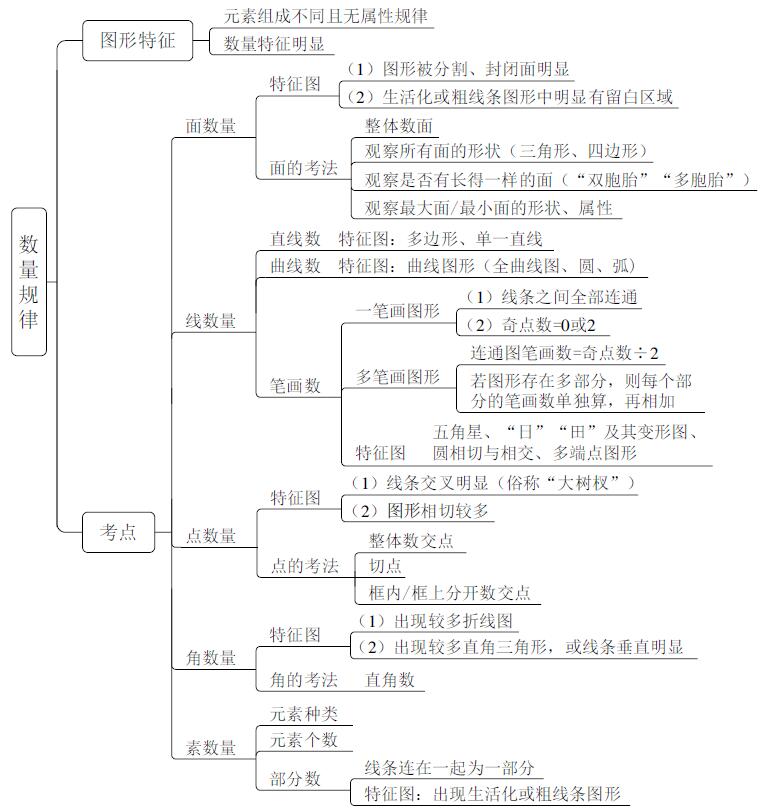 数量规律
图形特征
元素组成不同且无属性规律
数量特征明显
考点
面数量
特征图
（1）图形被分割、封闭面明显
（2）生活化或粗线条图形中明显有留白区域
面的考法
整体数面
观察所有面的形状（三角形、四边形）
观察是否有长得一样的面（“双胞胎”“多胞胎”）
观察最大面/最小面的形状、属性
线数量
直线数 特征图：多边形、单一直线
曲线数 特征图：曲线图形（全曲线图、圆、弧）
笔画数
一笔画图形
（1）线条之间全部连通
（2）奇点数=0或2
多笔画图形
连通图笔画数=奇点数÷2
若图形存在多部分，则每个部
分的笔画数单独算，再相加
特征图
五角星、“日”“田”及其变形图、
圆相切与相交、多端点图形
点数量
特征图
（1）线条交叉明显（俗称“大树杈”）
（2）图形相切较多
点的考法
整体数交点
切点
框内/框上分开数交点
角数量
特征图
（1）出现较多折线图
（2）出现较多直角三角形，或线条垂直明显
角的考法 直角数
素数量
元素种类
元素个数
部分数
线条连在一起为一部分
特征图：出现生活化或粗线条图形